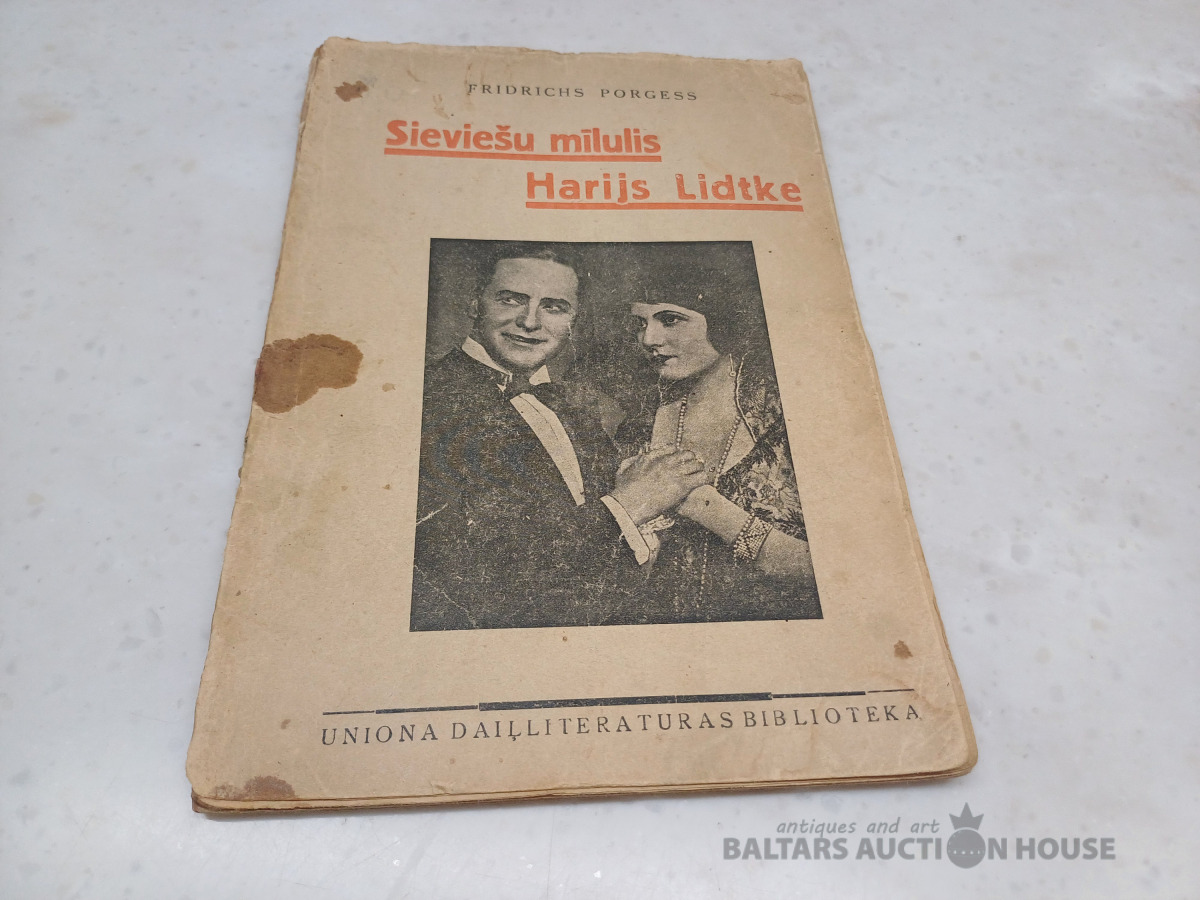 FRIDRICHS PORGESS
Sieviešu mīlulis
Harijs Lidtke
UNIONA DAIĻLITERATURAS BIBLIOTEKA
antiques and art
BALTARS AUCTION HOUSE